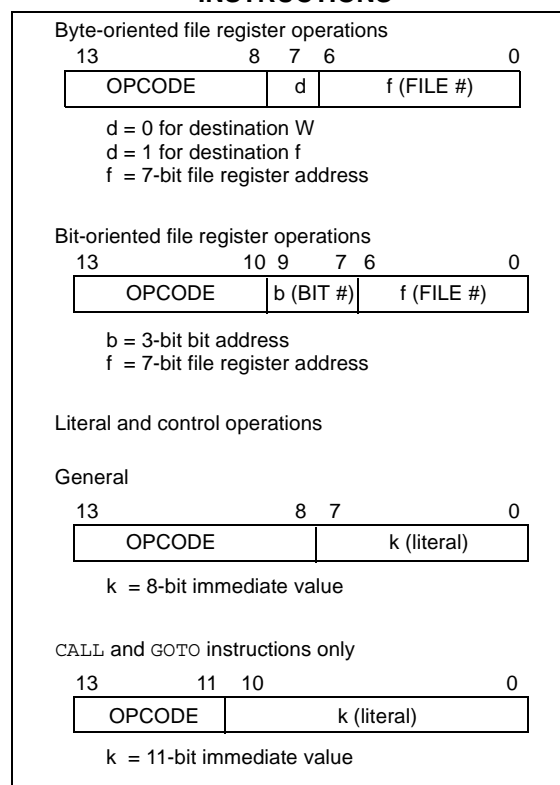 INSTRUCTIONS
Byte-oriented file register operations
13 8 7 6 0
OPCODE d f (FILE #)
d = 0 for destination W
d = 1 for destination f
f = 7-bit file register address
Bit-oriented file register operations
13 10 9 7 6 0
OPCODE b (BIT #) f (FILE #)
b = 3-bit bit address
f = 7-bit file register address
Literal and control operations
General
13 8 7 0
OPCODE k (literal)
k = 8-bit immediate value
CALL and GOTO instructions only
13 11 10 0
OPCODE k (literal)
k = 11-bit immediate value